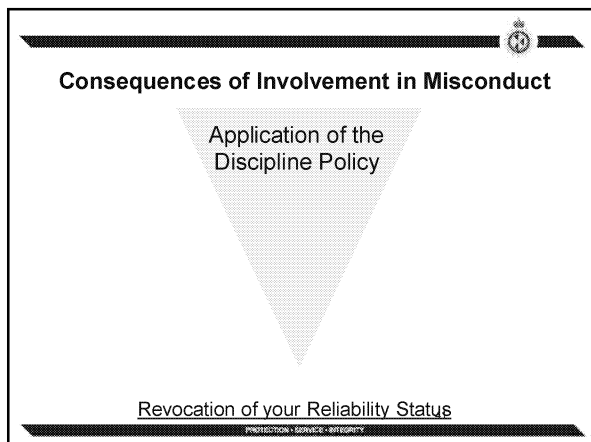 Consequences of Involvement in Misconduct
Application of the
Discipline Policy
Revocation of your Reliability Status
PROTECTION • SERVICE • INTEGRITY